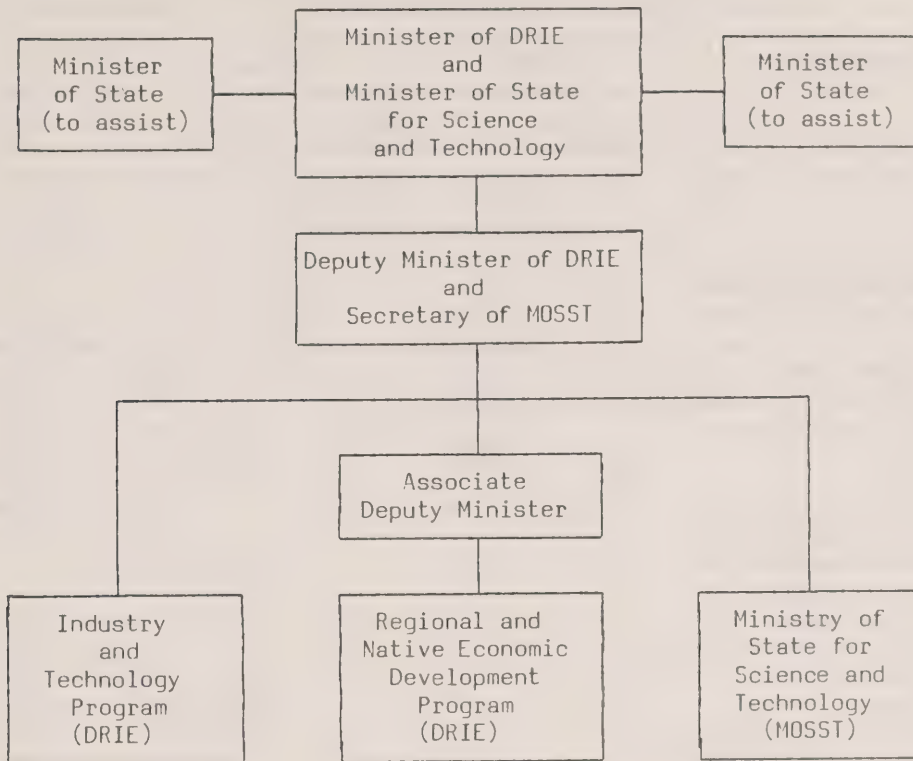 Minister
of State
(to assist)
Minister of DRIE
and
Minister of State
for Science
and Technology
Minister
of State
(to assist)
Deputy Minister of DRIE
and
Secretary of MOSST
Associate
Deputy Minister
Industry
and
Technology
Program
(DRIE)
Regional and
Native Economic
Development
Program
(DRIE)
Ministry of
State for
Science and
Technology
(MOSST)